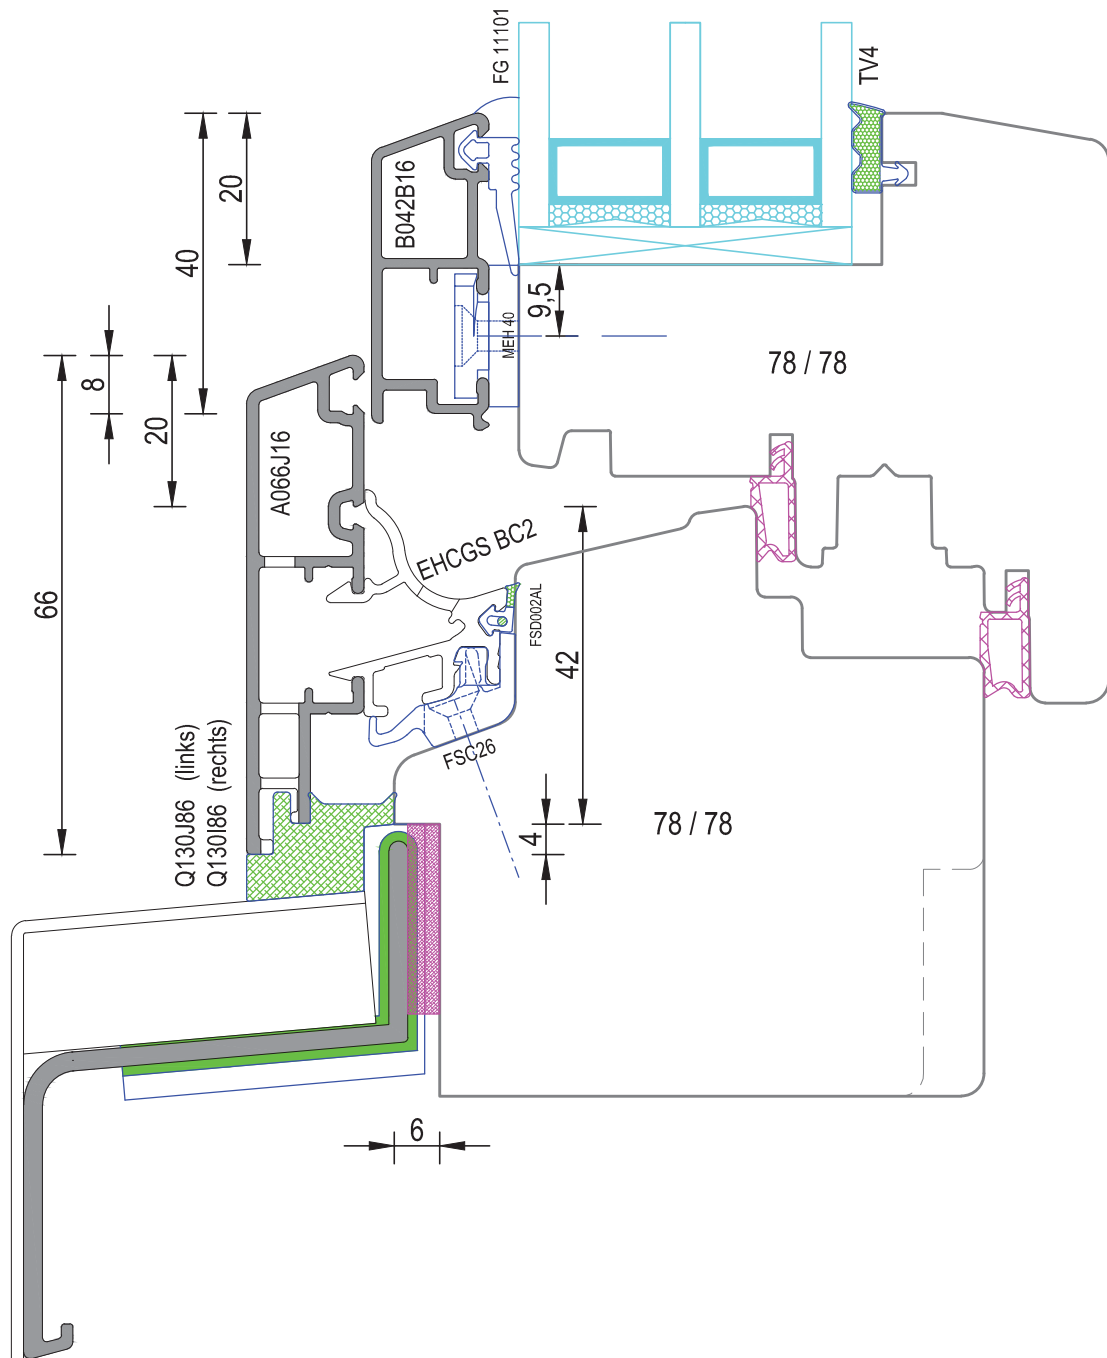 FG 11101
TV4
20
40
B042B16
9,5
MEH 40
78 / 78
8
20
A066J16
EHCGS BC2
FSD002AL
66
42
Q130J86 (links)
Q130I86 (rechts)
FSC26
4
78 / 78
6